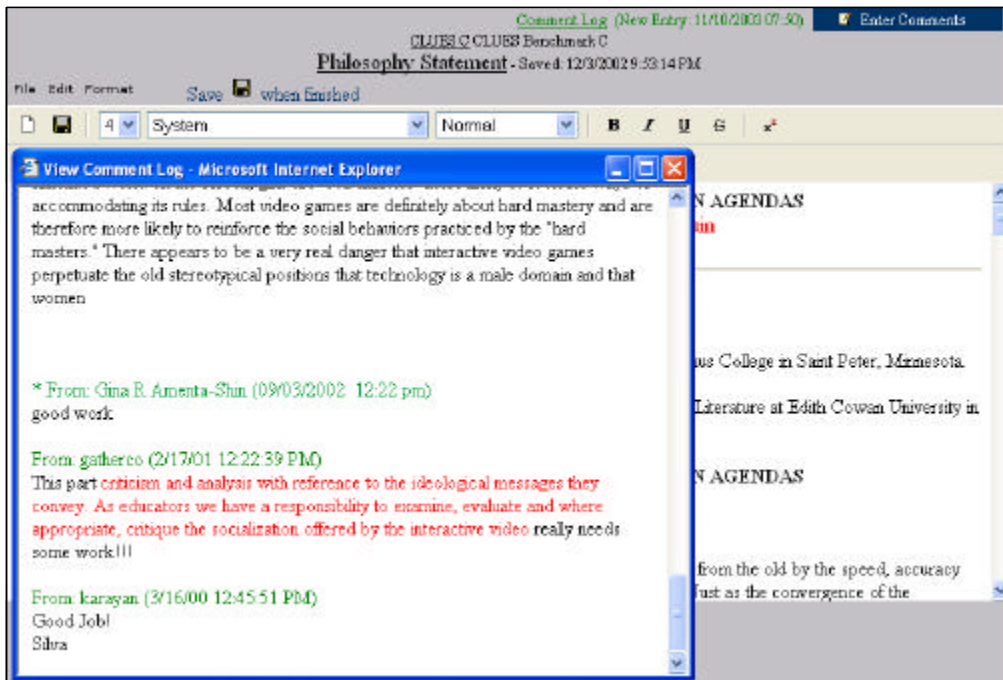 Comment Log (New Entry: 11/10/2003 07:50)
Enter Comments
CLUES C CLUES Benchmark C
Philosophy Statement - Saved: 12/3/2002 9:53:14 PM
File Edit Format
Save when finished
4 System Normal B I U S x²
View Comment Log - Microsoft Internet Explorer
accommodating its rules. Most video games are definitely about hard mastery and are
therefore more likely to reinforce the social behaviors practiced by the "hard
masters." There appears to be a very real danger that interactive video games
perpetuate the old stereotypical positions that technology is a male domain and that
women
* From: Gina R Amenta-Shin (09/03/2002 12:22 pm)
good work
From: gatherco (2/17/01 12:22:39 PM)
This part criticism and analysis with reference to the ideological messages they
convey. As educators we have a responsibility to examine, evaluate and where
appropriate, critique the socialization offered by the interactive video really needs
some work!!!
From: karayan (3/16/00 12:45:51 PM)
Good Job!
Silva
N AGENDAS
us College in Saint Peter, Minnesota.
Literature at Edith Cowan University in
N AGENDAS
from the old by the speed, accuracy
Just as the convergence of the